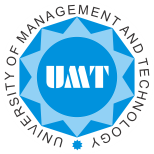 UNIVERSITY OF MANAGEMENT AND TECHNOLOGY
UMT